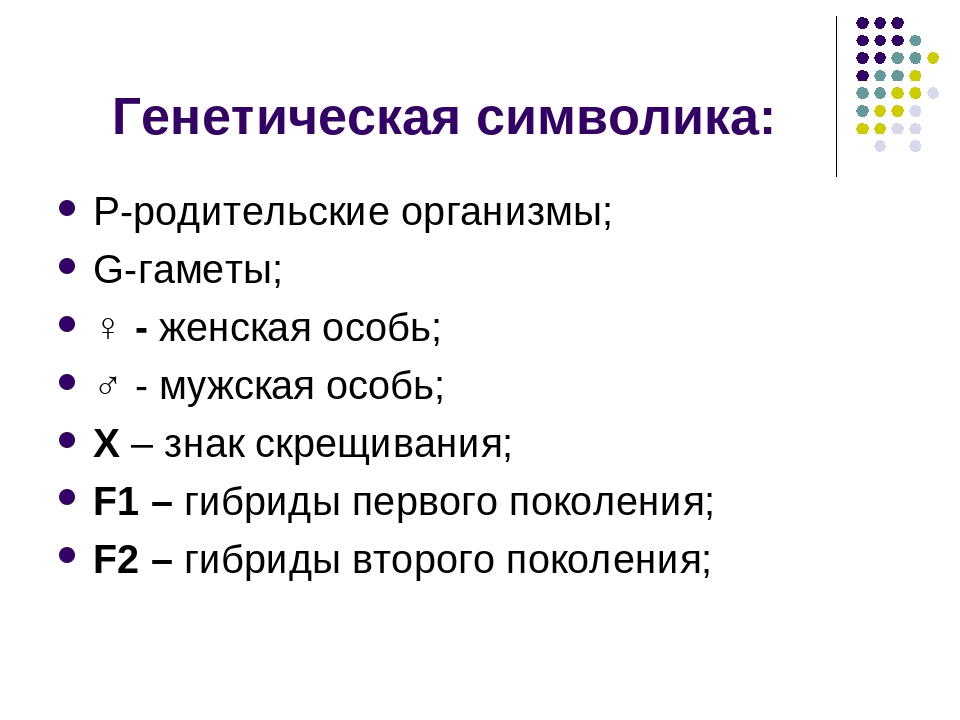 Генетическая символика:
P-родительские организмы;
G-гаметы;
♀ - женская особь;
♂ - мужская особь;
X – знак скрещивания;
F1 – гибриды первого поколения;
F2 – гибриды второго поколения;